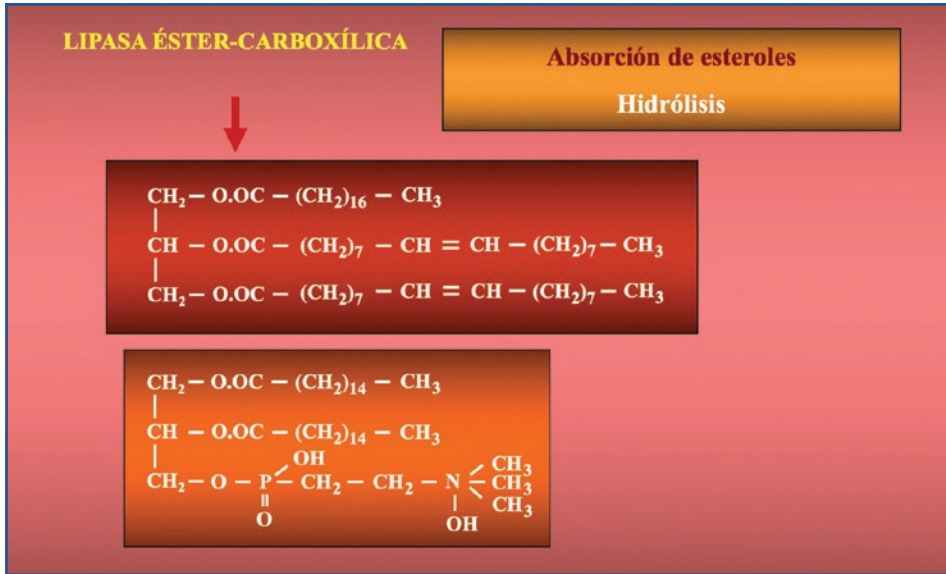 LIPASA ÉSTER-CARBOXÍLICA
Absorción de esteroles
Hidrólisis
CH₂ – O.OC – (CH₂)₁₆ – CH₃
CH – O.OC – (CH₂)₇ – CH = CH – (CH₂)₇ – CH₃
CH₂ – O.OC – (CH₂)₇ – CH = CH – (CH₂)₇ – CH₃
CH₂ – O.OC – (CH₂)₁₄ – CH₃
CH – O.OC – (CH₂)₁₄ – CH₃
OH
CH₃
CH₂ – O – P – CH₂ – CH₂ – N – CH₃
CH₃
O
OH